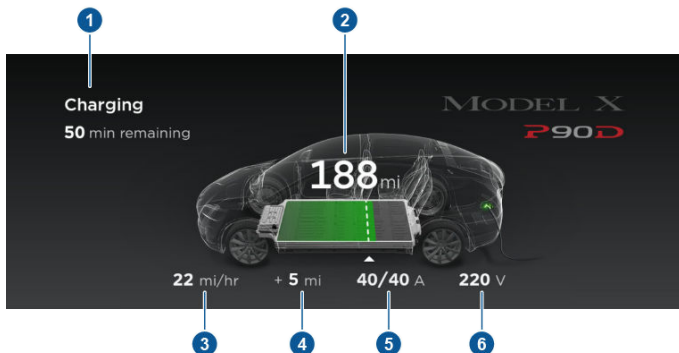 1
2
Charging
MODEL X
50 min remaining
P90D
188 mi
22 mi/hr
+ 5 mi
40/40 A
220 V
3
4
5
6